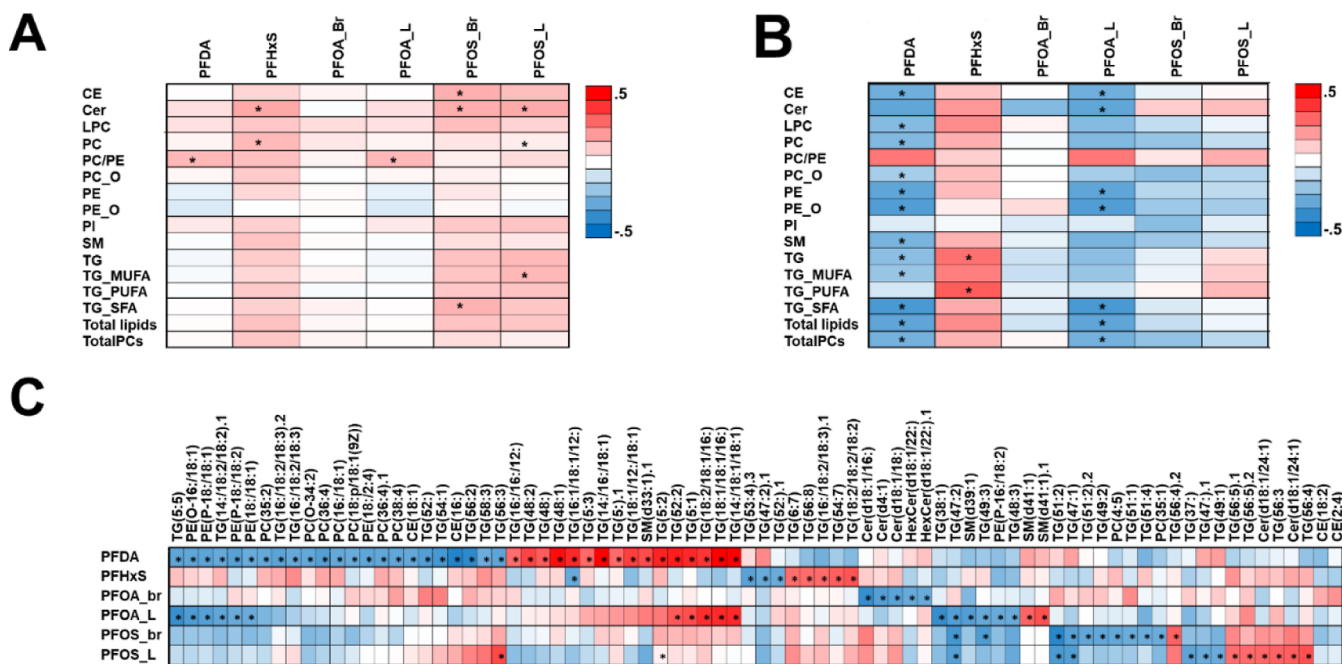 A
PFDA
PFHxS
PFOA_Br
PFOA_L
PFOS_Br
PFOS_L
CE
Cer
LPC
PC
PC/PE
PC_O
PE
PE_O
PI
SM
TG
TG_MUFA
TG_PUFA
TG_SFA
Total lipids
TotalPCs
.5
-.5
B
PFDA
PFHxS
PFOA_Br
PFOA_L
PFOS_Br
PFOS_L
CE
Cer
LPC
PC
PC/PE
PC_O
PE
PE_O
PI
SM
TG
TG_MUFA
TG_PUFA
TG_SFA
Total lipids
TotalPCs
.5
-.5
C
TG(5:5)
PE(O-16:/18:1)
PE(P-18:/18:1)
TG(14:/18:2/18:2).1
PE(P-18:/18:2)
PE(18:/18:1)
PC(35:2)
TG(16:/18:2/18:3).2
TG(16:/18:2/18:3)
PC(O-34:2)
PC(36:4)
PC(16:/18:1)
PC(18:p/18:1(9Z))
PE(18:/:2:4)
PC(36:4).1
PC(38:4)
CE(18:1)
TG(52:)
TG(54:1)
CE(16:)
TG(56:2)
TG(58:3)
TG(56:3)
TG(16:/16:/12:)
TG(48:2)
TG(48:)
TG(48:1)
TG(16:1/18:1/12:)
TG(5:3)
TG(14:/16:/18:1)
TG(5:).1
TG(18:1/12:/18:1)
SM(d33:1).1
TG(5:2)
TG(52:2)
TG(5:1)
TG(18:2/18:1/16:)
TG(18:1/18:1/16:)
TG(14:/18:1/18:1)
TG(53:4).3
TG(47:2).1
TG(52:).1
TG(6:7)
TG(56:8)
TG(16:/18:2/18:3).1
TG(54:7)
TG(18:2/18:2/18:2)
Cer(d18:1/16:)
Cer(d4:1)
Cer(d18:1/18:)
HexCer(d18:1/22:)
HexCer(d18:1/22:).1
TG(38:1)
TG(47:2)
SM(d39:1)
TG(49:3)
PE(P-16:/18:2)
TG(48:3)
SM(d41:1)
SM(d41:1).1
TG(51:2)
TG(47:1)
TG(51:2).2
TG(49:2)
PC(4:5)
TG(51:1)
TG(51:4)
PC(35:1)
TG(56:4).2
TG(37:)
TG(47:).1
TG(49:1)
TG(56:5).1
TG(56:5).2
Cer(d18:1/24:1)
TG(56:3)
Cer(d18:1/24:1)
TG(56:4)
CE(18:2)
CE(22:4)
PFDA
PFHxS
PFOA_br
PFOA_L
PFOS_br
PFOS_L